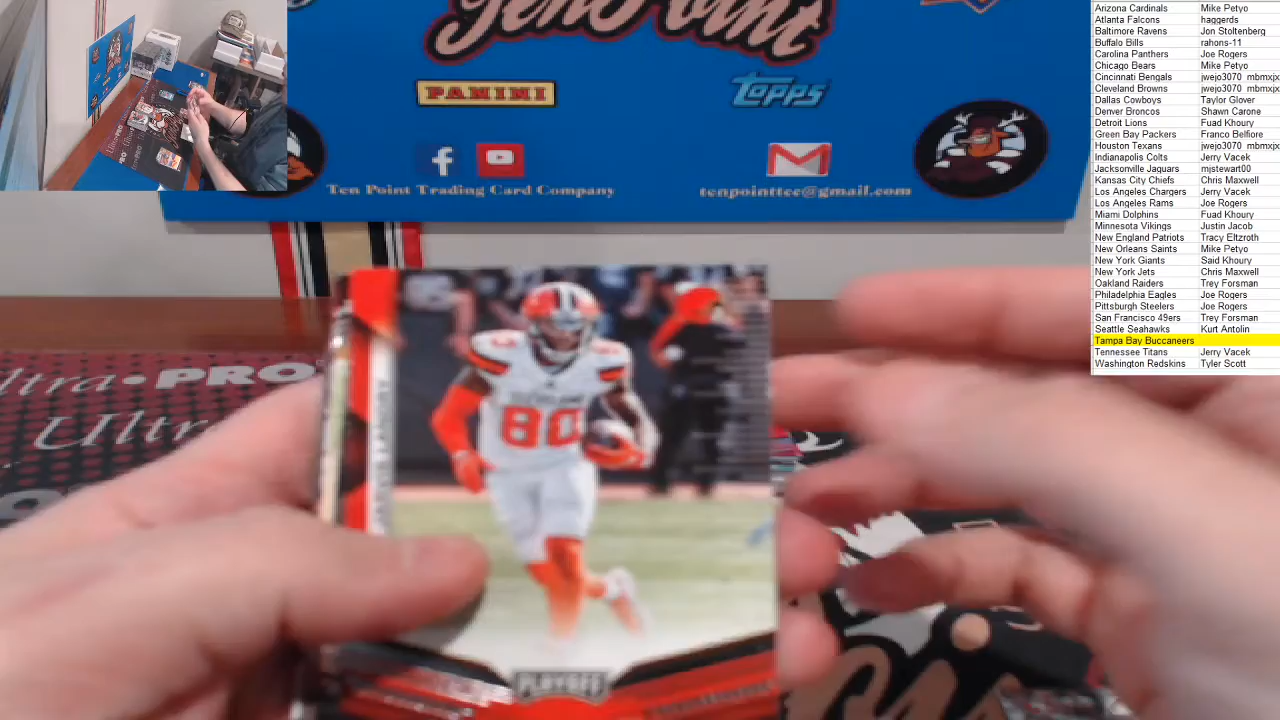 TenPoint
PANINI
topps
Ten Point Trading Card Company
tenpointtcc@gmail.com
Ultra•PRO
Ultr
80
JARVIS LANDRY
PLAYOFF
Arizona Cardinals Mike Petyo
Atlanta Falcons haggerds
Baltimore Ravens Jon Stoltenberg
Buffalo Bills rahons-11
Carolina Panthers Joe Rogers
Chicago Bears Mike Petyo
Cincinnati Bengals jwejo3070 mbmxjx
Cleveland Browns jwejo3070 mbmxjx
Dallas Cowboys Taylor Glover
Denver Broncos Shawn Carone
Detroit Lions Fuad Khoury
Green Bay Packers Franco Belfiore
Houston Texans jwejo3070 mbmxjx
Indianapolis Colts Jerry Vacek
Jacksonville Jaguars mjstewart00
Kansas City Chiefs Chris Maxwell
Los Angeles Chargers Jerry Vacek
Los Angeles Rams Joe Rogers
Miami Dolphins Fuad Khoury
Minnesota Vikings Justin Jacob
New England Patriots Tracy Eltzroth
New Orleans Saints Mike Petyo
New York Giants Said Khoury
New York Jets Chris Maxwell
Oakland Raiders Trey Forsman
Philadelphia Eagles Joe Rogers
Pittsburgh Steelers Joe Rogers
San Francisco 49ers Trey Forsman
Seattle Seahawks Kurt Antolin
Tampa Bay Buccaneers
Tennessee Titans Jerry Vacek
Washington Redskins Tyler Scott